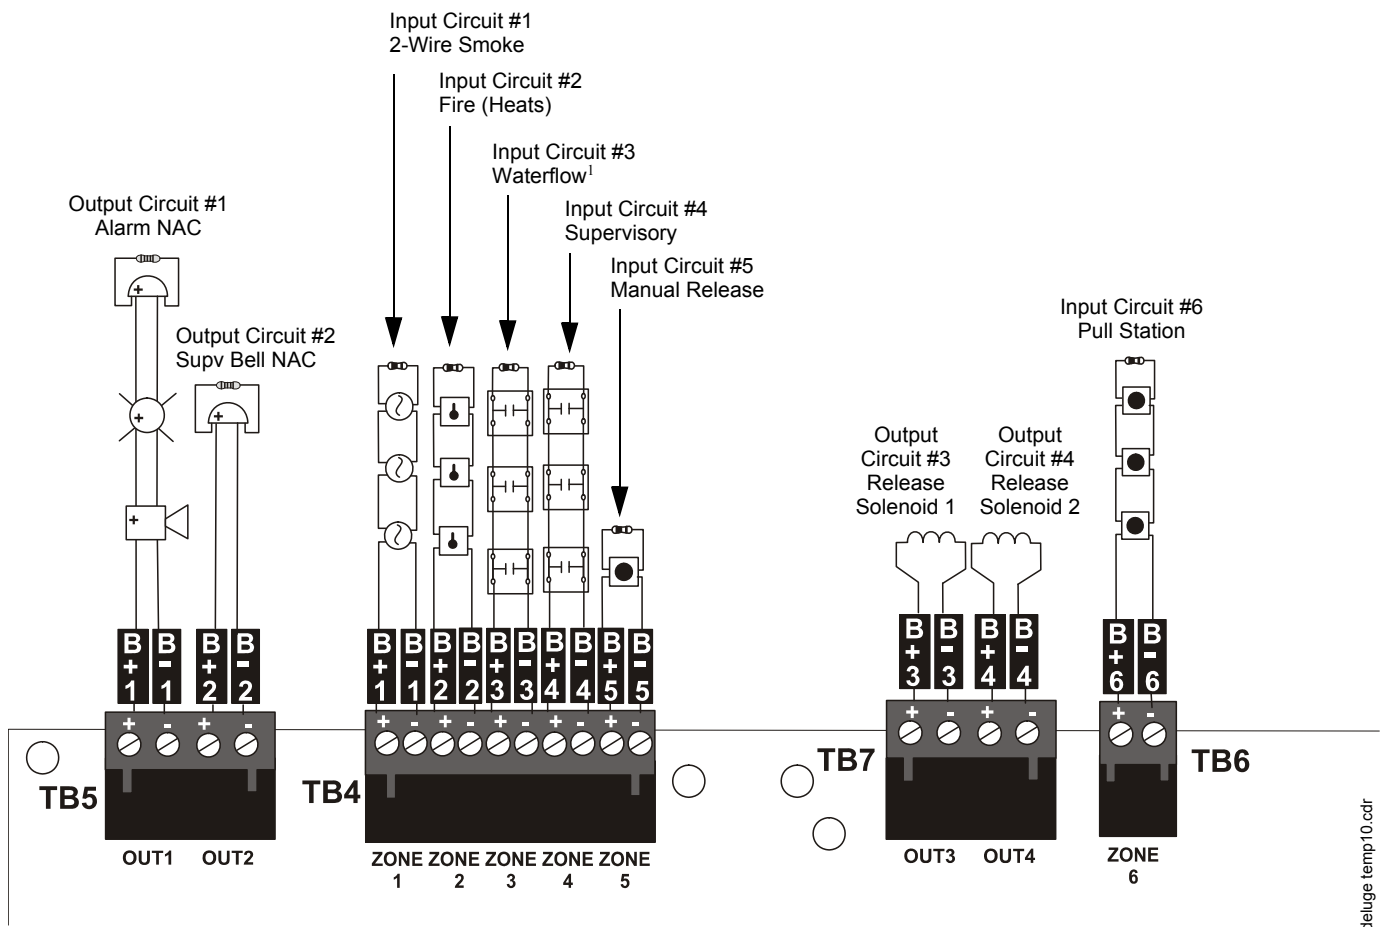 Input Circuit #1
2-Wire Smoke
Input Circuit #2
Fire (Heats)
Input Circuit #3
Waterflow1
Input Circuit #4
Supervisory
Input Circuit #5
Manual Release
Output Circuit #1
Alarm NAC
Output Circuit #2
Supv Bell NAC
Input Circuit #6
Pull Station
Output
Circuit #3
Release
Solenoid 1
Output
Circuit #4
Release
Solenoid 2
+
+
+
+
B+1
B-1
B+2
B-2
B+1
B-1
B+2
B-2
B+3
B-3
B+4
B-4
B+5
B-5
B+3
B-3
B+4
B-4
B+6
B-6
+ - + -
+ - + - + - + - + -
+ - + -
+ -
TB5
TB4
TB7
TB6
OUT1 OUT2
ZONE 1
ZONE 2
ZONE 3
ZONE 4
ZONE 5
OUT3 OUT4
ZONE 6
deluge temp10.cdr